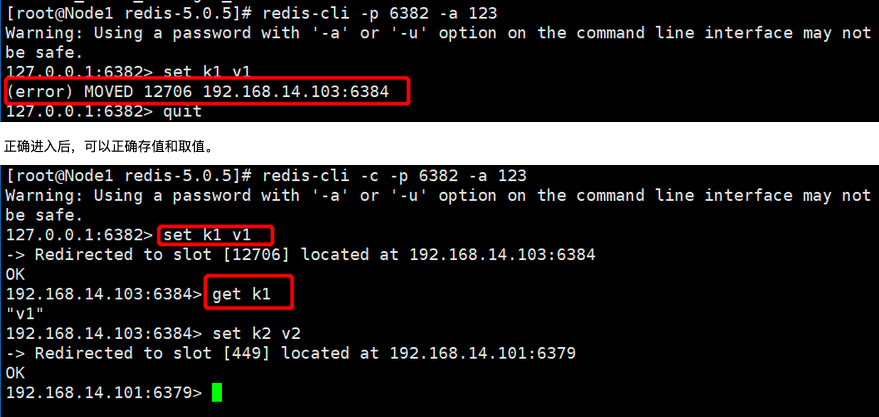 [root@Node1 redis-5.0.5]# redis-cli -p 6382 -a 123
Warning: Using a password with '-a' or '-u' option on the command line interface may not
be safe.
127.0.0.1:6382> set k1 v1
(error) MOVED 12706 192.168.14.103:6384
127.0.0.1:6382> quit
正确进入后，可以正确存值和取值。
[root@Node1 redis-5.0.5]# redis-cli -c -p 6382 -a 123
Warning: Using a password with '-a' or '-u' option on the command line interface may not
be safe.
127.0.0.1:6382> set k1 v1
-> Redirected to slot [12706] located at 192.168.14.103:6384
OK
192.168.14.103:6384> get k1
"v1"
192.168.14.103:6384> set k2 v2
-> Redirected to slot [449] located at 192.168.14.101:6379
OK
192.168.14.101:6379>